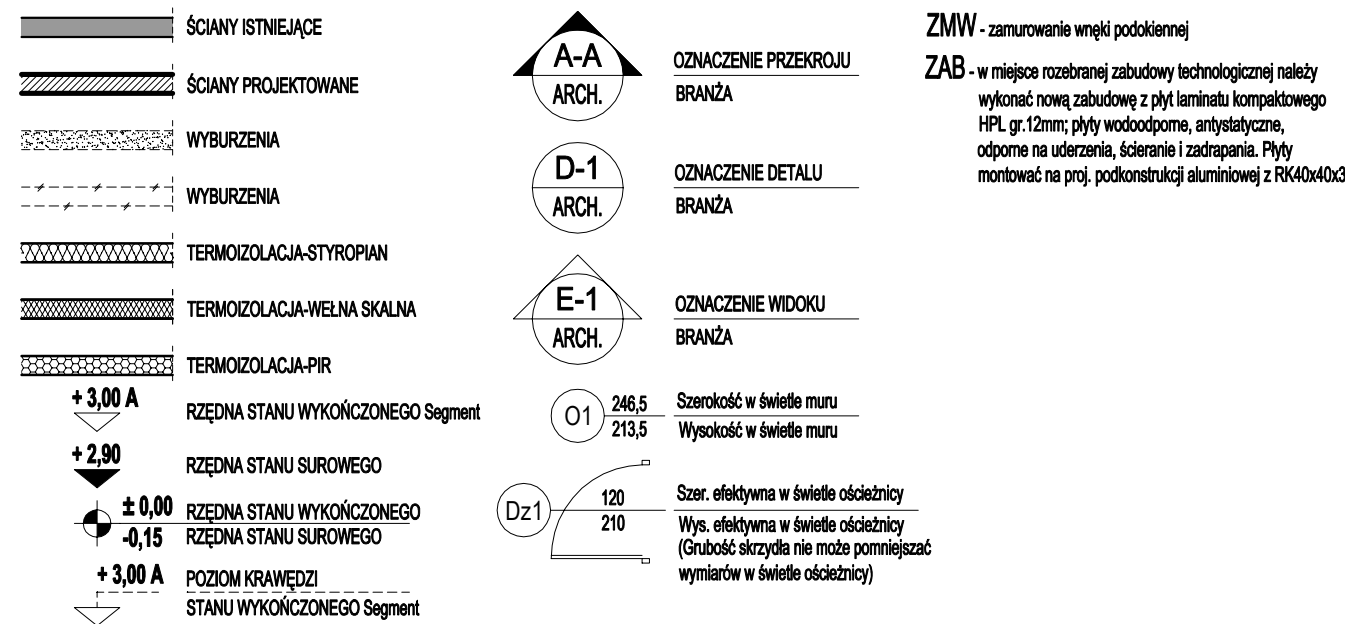 ŚCIANY ISTNIEJĄCE
ŚCIANY PROJEKTOWANE
WYBURZENIA
WYBURZENIA
TERMOIZOLACJA-STYROPIAN
TERMOIZOLACJA-WEŁNA SKALNA
TERMOIZOLACJA-PIR
+ 3,00 A
RZĘDNA STANU WYKOŃCZONEGO Segment
+ 2,90
RZĘDNA STANU SUROWEGO
± 0,00 RZĘDNA STANU WYKOŃCZONEGO
-0,15 RZĘDNA STANU SUROWEGO
+ 3,00 A POZIOM KRAWĘDZI
STANU WYKOŃCZONEGO Segment
A-A
OZNACZENIE PRZEKROJU
ARCH.
BRANŻA
D-1
OZNACZENIE DETALU
ARCH.
BRANŻA
E-1
OZNACZENIE WIDOKU
ARCH.
BRANŻA
O1
246,5 Szerokość w świetle muru
213,5 Wysokość w świetle muru
Dz1
120 Szer. efektywna w świetle ościeżnicy
210 Wys. efektywna w świetle ościeżnicy
(Grubość skrzydła nie może pomniejszać
wymiarów w świetle ościeżnicy)
ZMW - zamurowanie wnęki podokiennej
ZAB - w miejsce rozebranej zabudowy technologicznej należy
wykonać nową zabudowę z płyt laminatu kompaktowego
HPL gr.12mm; płyty wodoodporne, antystatyczne,
odporne na uderzenia, ścieranie i zadrapania. Płyty
montować na proj. podkonstrukcji aluminiowej z RK40x40x3